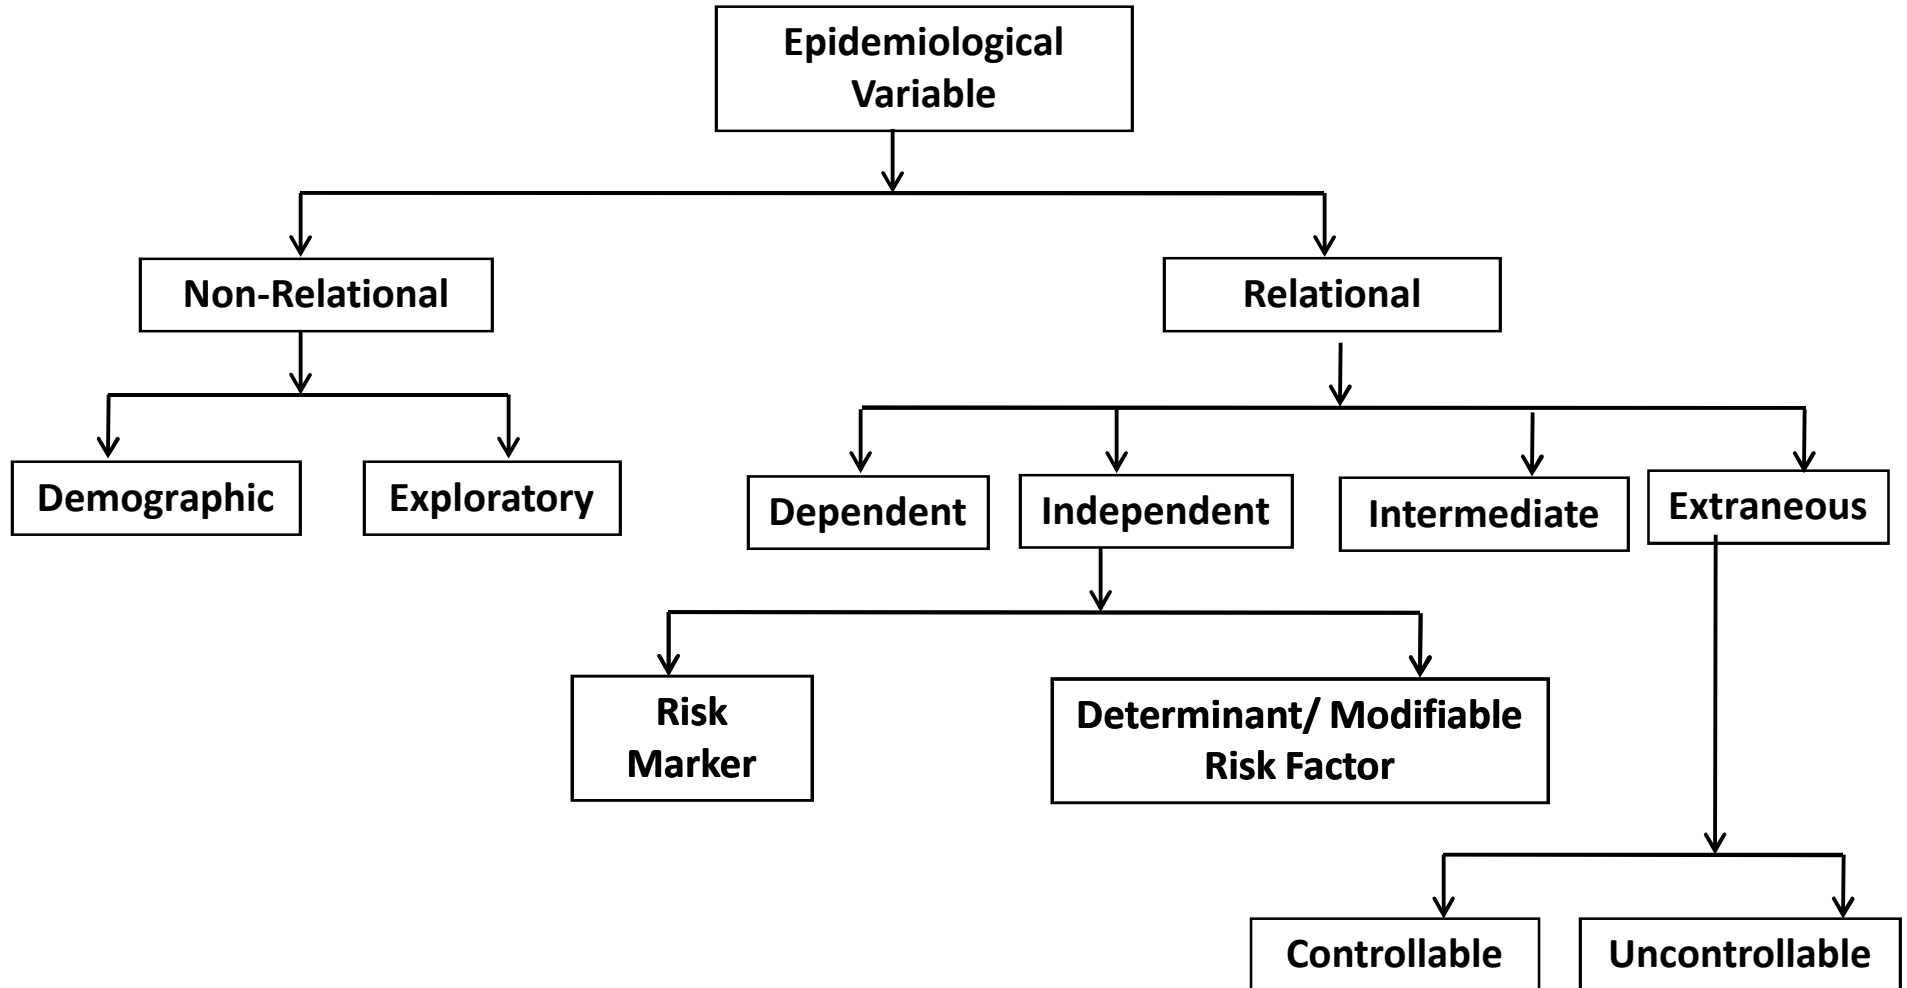 Epidemiological
Variable
Non-Relational
Relational
Demographic
Exploratory
Dependent
Independent
Intermediate
Extraneous
Risk
Marker
Determinant/ Modifiable
Risk Factor
Controllable
Uncontrollable